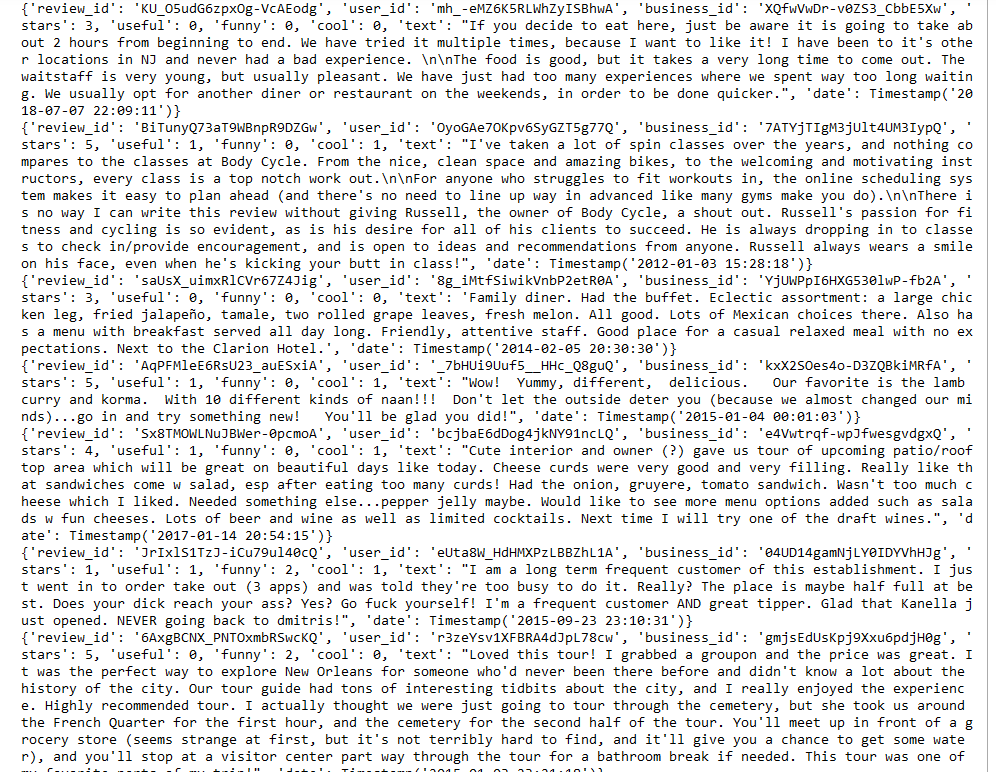 {'review_id': 'KU_O5udG6zpxOg-VcAEodg', 'user_id': 'mh_-eMZ6K5RLWhZyISBhwA', 'business_id': 'XQfwVwDr-v0ZS3_CbbE5Xw', '
stars': 3, 'useful': 0, 'funny': 0, 'cool': 0, 'text': "If you decide to eat here, just be aware it is going to take ab
out 2 hours from beginning to end. We have tried it multiple times, because I want to like it! I have been to it's othe
r locations in NJ and never had a bad experience. \n\nThe food is good, but it takes a very long time to come out. The
waitstaff is very young, but usually pleasant. We have just had too many experiences where we spent way too long waitin
g. We usually opt for another diner or restaurant on the weekends, in order to be done quicker.", 'date': Timestamp('20
18-07-07 22:09:11')}
{'review_id': 'BiTunyQ73aT9WBnpR9DZGw', 'user_id': 'OyoGAe7OKpv6SyGZT5g77Q', 'business_id': '7ATYjTIgM3jUlt4UM3IypQ', '
stars': 5, 'useful': 1, 'funny': 0, 'cool': 1, 'text': "I've taken a lot of spin classes over the years, and nothing co
mpares to the classes at Body Cycle. From the nice, clean space and amazing bikes, to the welcoming and motivating inst
ructors, every class is a top notch work out.\n\nFor anyone who struggles to fit workouts in, the online scheduling sys
tem makes it easy to plan ahead (and there's no need to line up way in advanced like many gyms make you do).\n\nThere i
s no way I can write this review without giving Russell, the owner of Body Cycle, a shout out. Russell's passion for fi
tness and cycling is so evident, as is his desire for all of his clients to succeed. He is always dropping in to classe
s to check in/provide encouragement, and is open to ideas and recommendations from anyone. Russell always wears a smile
on his face, even when he's kicking your butt in class!", 'date': Timestamp('2012-01-03 15:28:18')}
{'review_id': 'saUsX_uimxRlCVr67Z4Jig', 'user_id': '8g_iMtfSiwikVnbP2etR0A', 'business_id': 'YjUWPpI6HXG530lwP-fb2A', '
stars': 3, 'useful': 0, 'funny': 0, 'cool': 0, 'text': 'Family diner. Had the buffet. Eclectic assortment: a large chic
ken leg, fried jalapeño, tamale, two rolled grape leaves, fresh melon. All good. Lots of Mexican choices there. Also ha
s a menu with breakfast served all day long. Friendly, attentive staff. Good place for a casual relaxed meal with no ex
pectations. Next to the Clarion Hotel.', 'date': Timestamp('2014-02-05 20:30:30')}
{'review_id': 'AqPFMleE6RsU23_auESxiA', 'user_id': '_7bHUi9Uuf5__HHc_Q8guQ', 'business_id': 'kxX2SOes4o-D3ZQBkiMRfA', '
stars': 5, 'useful': 1, 'funny': 0, 'cool': 1, 'text': "Wow!  Yummy, different,  delicious.   Our favorite is the lamb
curry and korma.  With 10 different kinds of naan!!!  Don't let the outside deter you (because we almost changed our mi
nds)...go in and try something new!   You'll be glad you did!", 'date': Timestamp('2015-01-04 00:01:03')}
{'review_id': 'Sx8TMOWLNuJBWer-0pcmoA', 'user_id': 'bcjbaE6dDog4jkNY91ncLQ', 'business_id': 'e4Vwtrqf-wpJfwesgvdgxQ', '
stars': 4, 'useful': 1, 'funny': 0, 'cool': 1, 'text': "Cute interior and owner (?) gave us tour of upcoming patio/roof
top area which will be great on beautiful days like today. Cheese curds were very good and very filling. Really like th
at sandwiches come w salad, esp after eating too many curds! Had the onion, gruyere, tomato sandwich. Wasn't too much c
heese which I liked. Needed something else...pepper jelly maybe. Would like to see more menu options added such as sala
ds w fun cheeses. Lots of beer and wine as well as limited cocktails. Next time I will try one of the draft wines.", 'd
ate': Timestamp('2017-01-14 20:54:15')}
{'review_id': 'JrIxlS1TzJ-iCu79ul40cQ', 'user_id': 'eUta8W_HdHMXPzLBBZhL1A', 'business_id': '04UD14gamNjLY0IDYVhHJg', '
stars': 1, 'useful': 1, 'funny': 2, 'cool': 1, 'text': "I am a long term frequent customer of this establishment. I jus
t went in to order take out (3 apps) and was told they're too busy to do it. Really? The place is maybe half full at be
st. Does your dick reach your ass? Yes? Go fuck yourself! I'm a frequent customer AND great tipper. Glad that Kanella j
ust opened. NEVER going back to dmitris!", 'date': Timestamp('2015-09-23 23:10:31')}
{'review_id': '6AxgBCNX_PNTOxmbRSwcKQ', 'user_id': 'r3zeYsv1XFBRA4dJpL78cw', 'business_id': 'gmjsEdUsKpj9Xxu6pdjH0g', '
stars': 5, 'useful': 0, 'funny': 2, 'cool': 0, 'text': "Loved this tour! I grabbed a groupon and the price was great. I
t was the perfect way to explore New Orleans for someone who'd never been there before and didn't know a lot about the
history of the city. Our tour guide had tons of interesting tidbits about the city, and I really enjoyed the experienc
e. Highly recommended tour. I actually thought we were just going to tour through the cemetery, but she took us around
the French Quarter for the first hour, and the cemetery for the second half of the tour. You'll meet up in front of a g
rocery store (seems strange at first, but it's not terribly hard to find, and it'll give you a chance to get some wate
r), and you'll stop at a visitor center part way through the tour for a bathroom break if needed. This tour was one of
my favorite parts of my trip!", 'date': Timestamp('2015-01-03 23:21:18')}